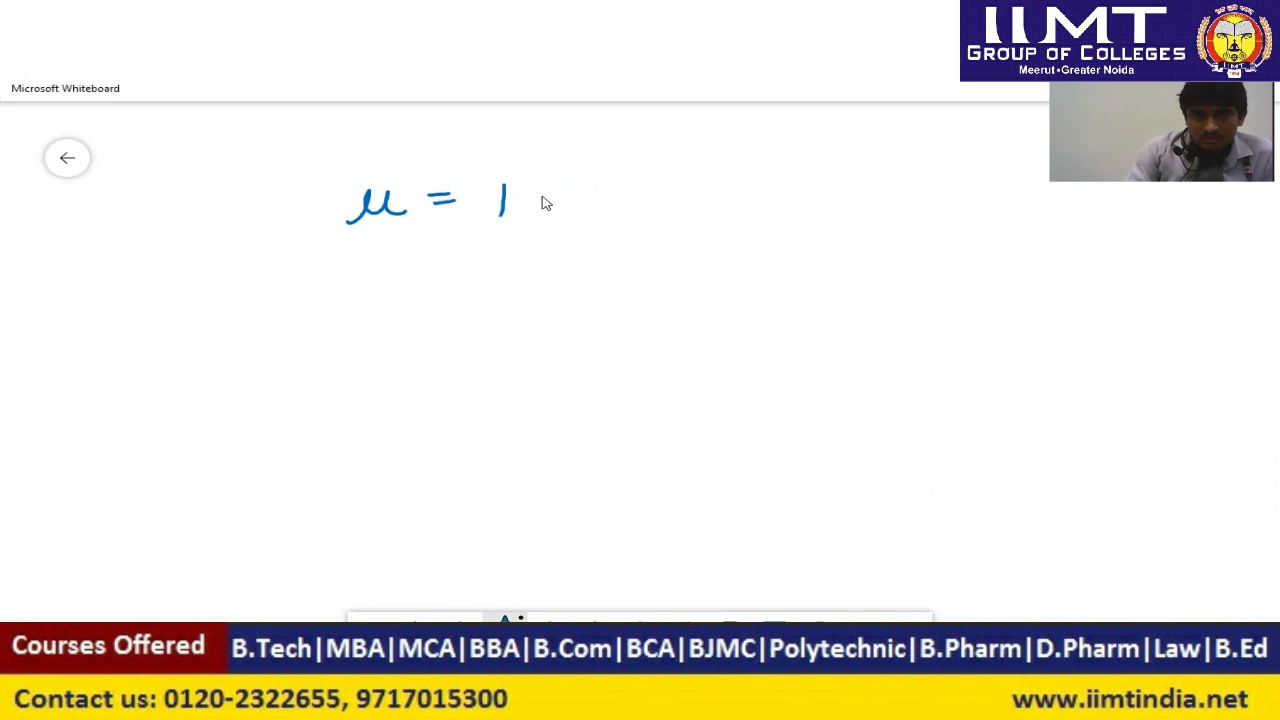 IIMT
GROUP OF COLLEGES
Meerut•Greater Noida
Microsoft Whiteboard
μ = 1
Courses Offered
B.Tech|MBA|MCA|BBA|B.Com|BCA|BJMC|Polytechnic|B.Pharm|D.Pharm|Law|B.Ed
Contact us: 0120-2322655, 9717015300
www.iimtindia.net